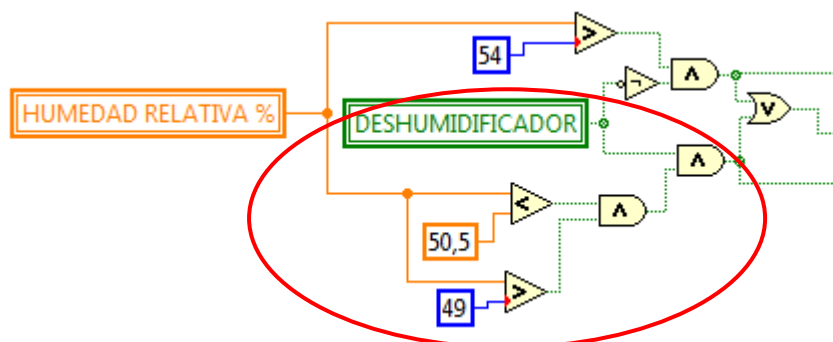 54
HUMEDAD RELATIVA %
DESHUMIDIFICADOR
50,5
49